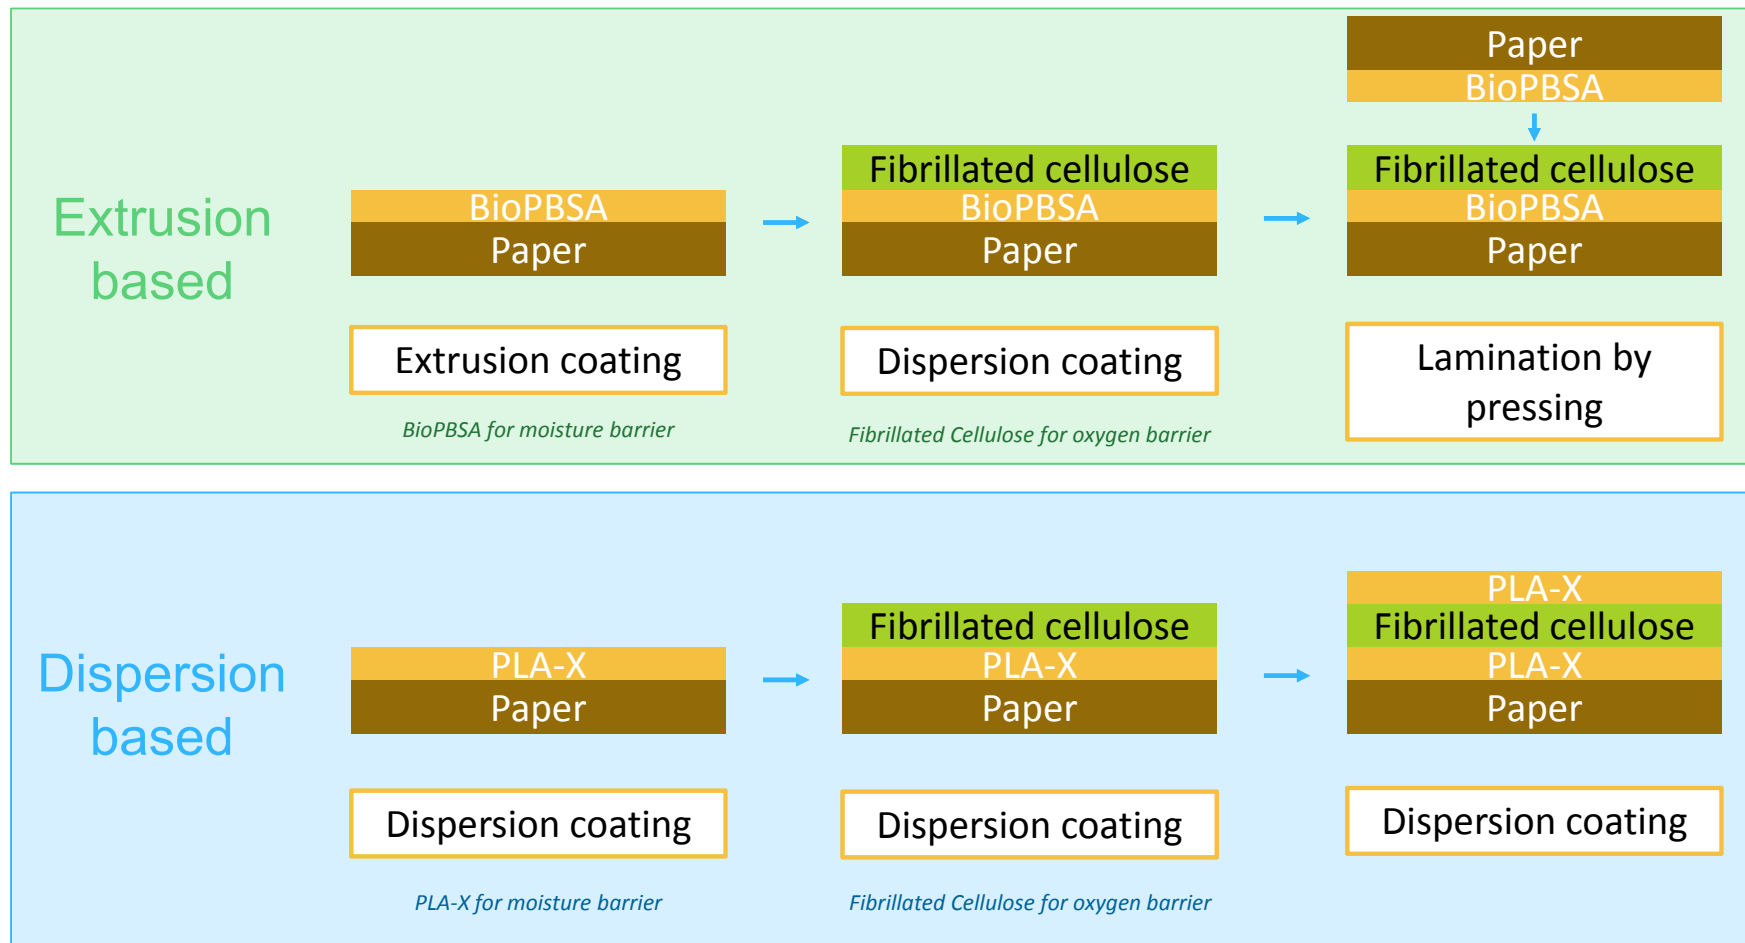 Extrusion
based
BioPBSA
Paper
Extrusion coating
BioPBSA for moisture barrier
Fibrillated cellulose
BioPBSA
Paper
Dispersion coating
Fibrillated Cellulose for oxygen barrier
Paper
BioPBSA
Fibrillated cellulose
BioPBSA
Paper
Lamination by
pressing
Dispersion
based
PLA-X
Paper
Dispersion coating
PLA-X for moisture barrier
Fibrillated cellulose
PLA-X
Paper
Dispersion coating
Fibrillated Cellulose for oxygen barrier
PLA-X
Fibrillated cellulose
PLA-X
Paper
Dispersion coating